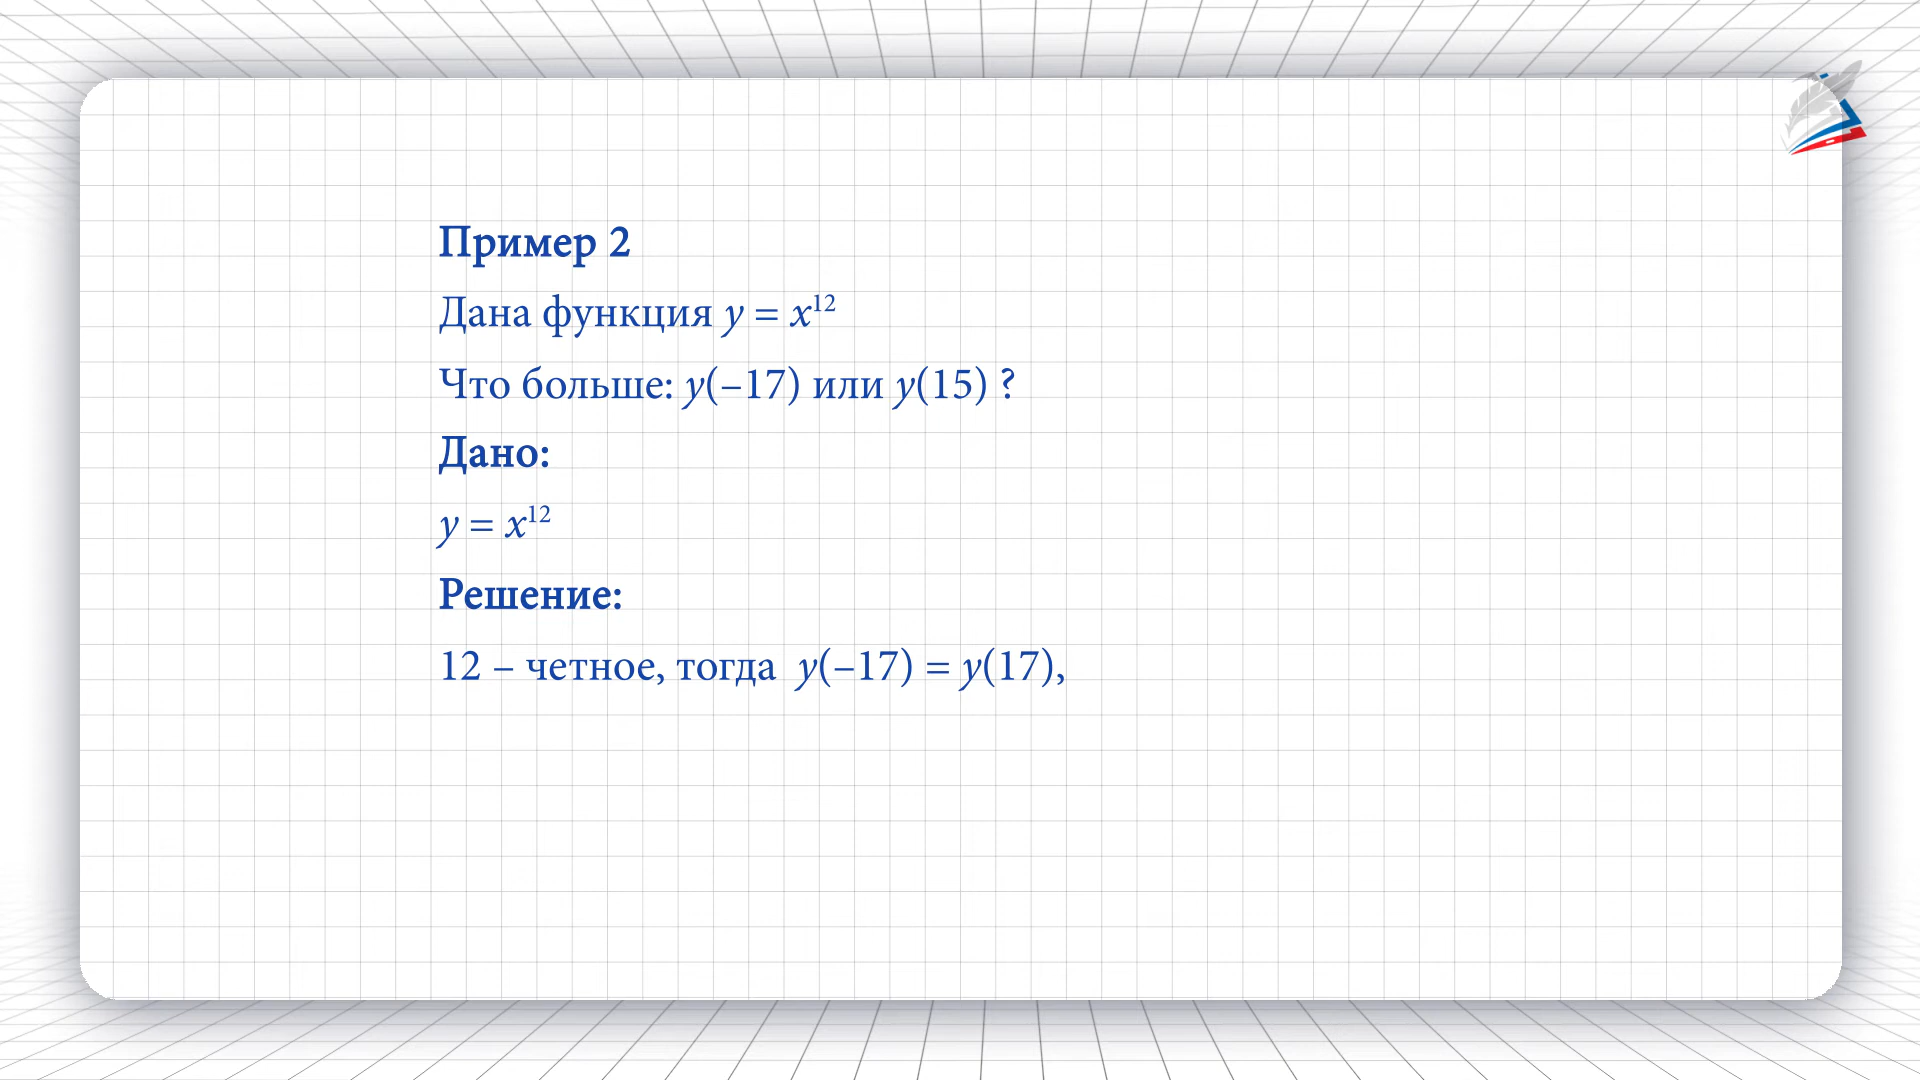 Пример 2
Дана функция y = x¹²
Что больше: y(–17) или y(15) ?
Дано:
y = x¹²
Решение:
12 – четное, тогда y(–17) = y(17),